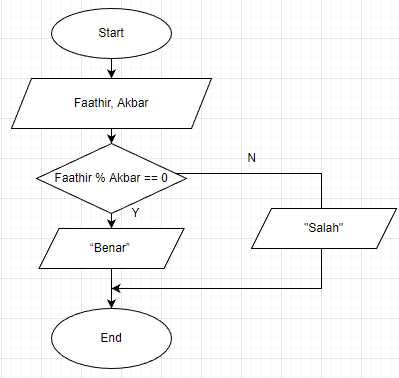 Start
Faathir, Akbar
Faathir % Akbar == 0
N
Y
"Salah"
“Benar”
End